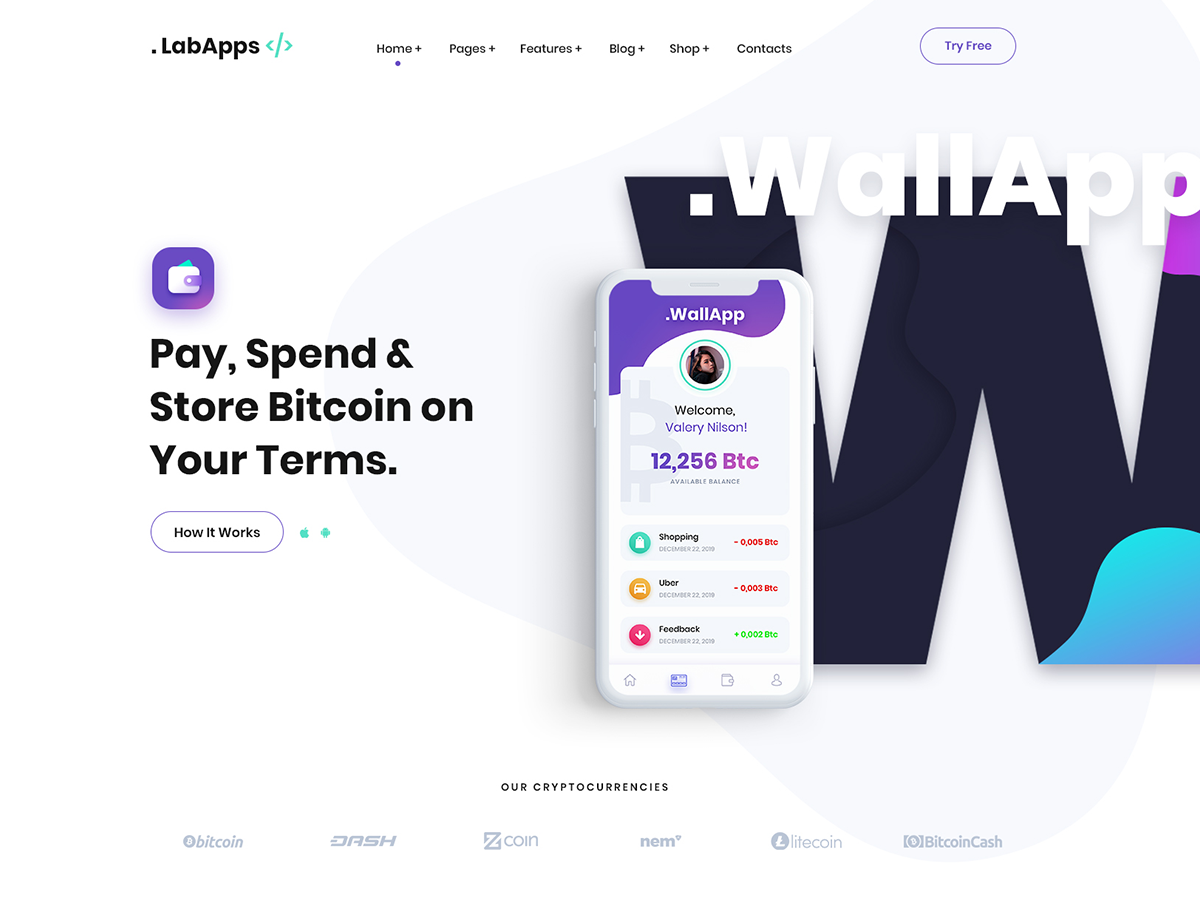 .LabApps </>
Home + Pages + Features + Blog + Shop + Contacts
Try Free
.WallApp
W
Pay, Spend &
Store Bitcoin on
Your Terms.
How It Works
.WallApp
Welcome,
Valery Nilson!
12,256 Btc
AVAILABLE BALANCE
Shopping
DECEMBER 22, 2019
- 0,005 Btc
Uber
DECEMBER 22, 2019
- 0,003 Btc
Feedback
DECEMBER 22, 2019
+ 0,002 Btc
OUR CRYPTOCURRENCIES
bitcoin
DASH
ZCOIN
nem
litecoin
BitcoinCash